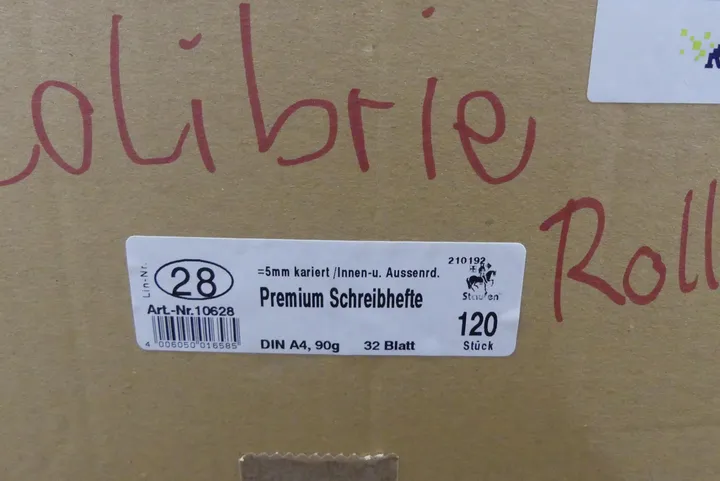 olibrie
Roll
Lin-Nr.
28
=5mm kariert /Innen-u. Aussenrd.
210192
Staufen
Art.-Nr.10628
Premium Schreibhefte
120
4 006050 016585
DIN A4, 90g 32 Blatt
Stück